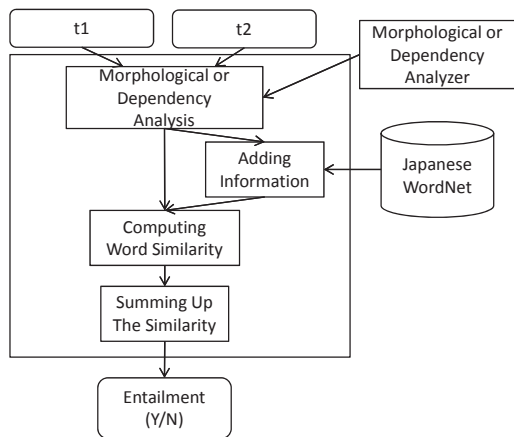 t1
t2
Morphological or
Dependency
Analyzer
Morphological or
Dependency
Analysis
Adding
Information
Japanese
WordNet
Computing
Word Similarity
Summing Up
The Similarity
Entailment
(Y/N)